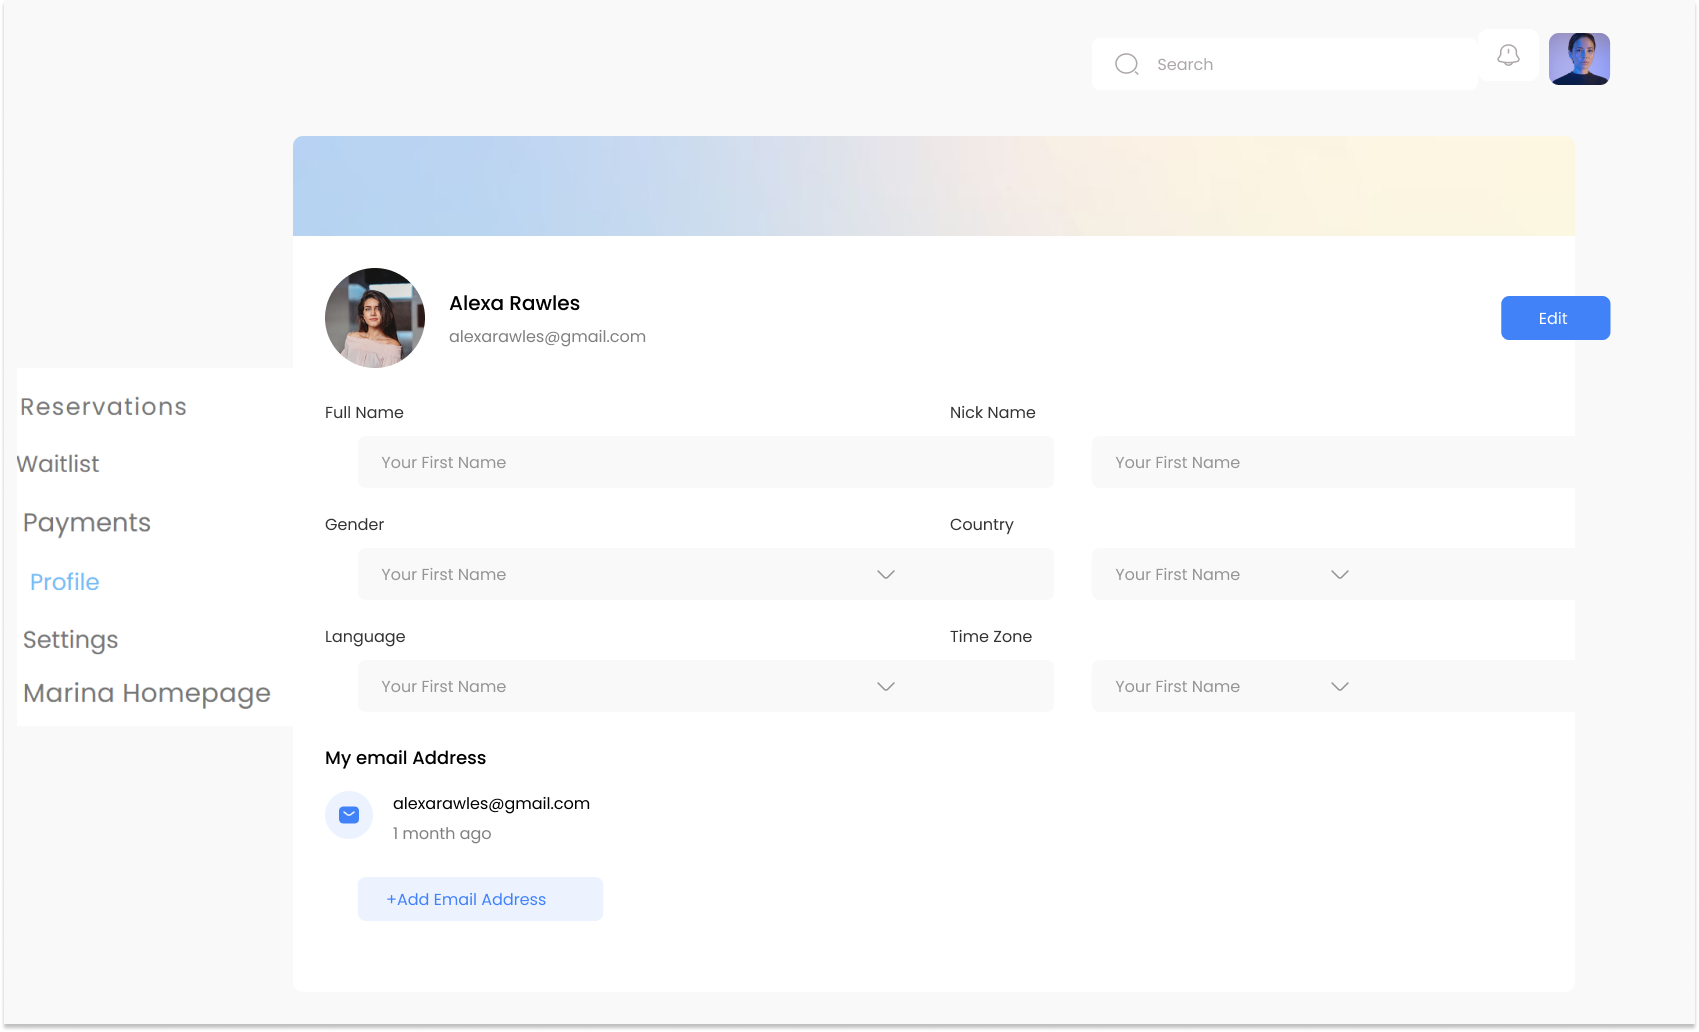 Search
Alexa Rawles
alexarawles@gmail.com
Edit
Reservations
Waitlist
Payments
Profile
Settings
Marina Homepage
Full Name
Nick Name
Your First Name
Your First Name
Gender
Country
Your First Name
Your First Name
Language
Time Zone
Your First Name
Your First Name
My email Address
alexarawles@gmail.com
1 month ago
+Add Email Address